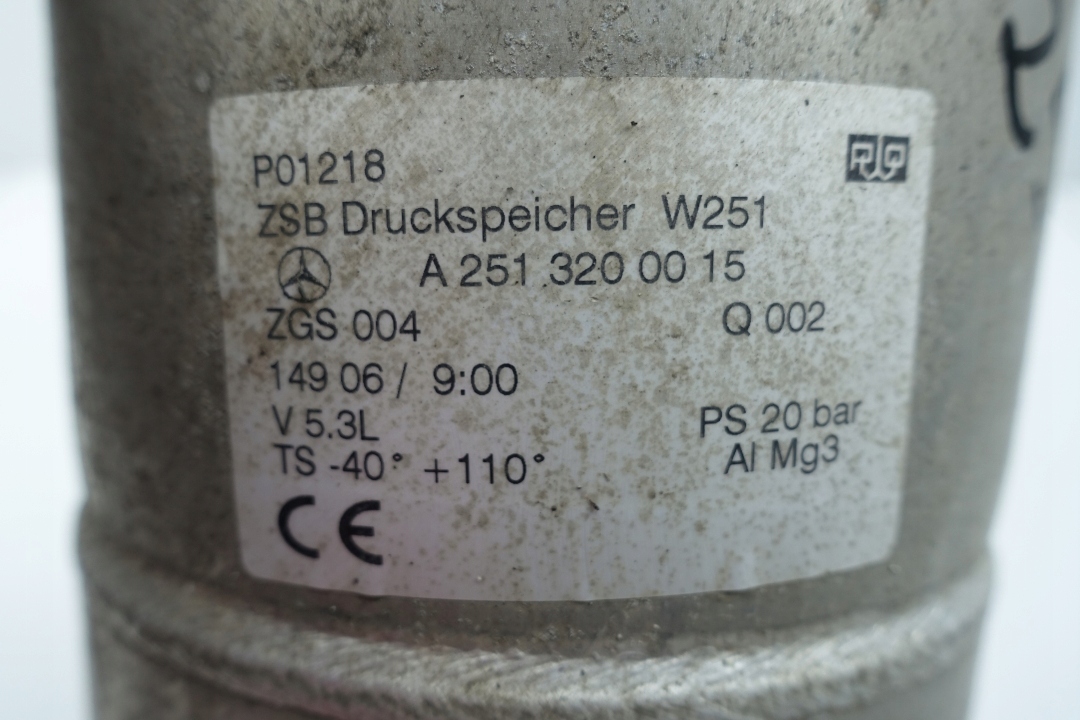 P01218
ZSB Druckspeicher W251
A 251 320 00 15
ZGS 004 Q 002
149 06 / 9:00
V 5.3L PS 20 bar
TS -40° +110° Al Mg3
CE